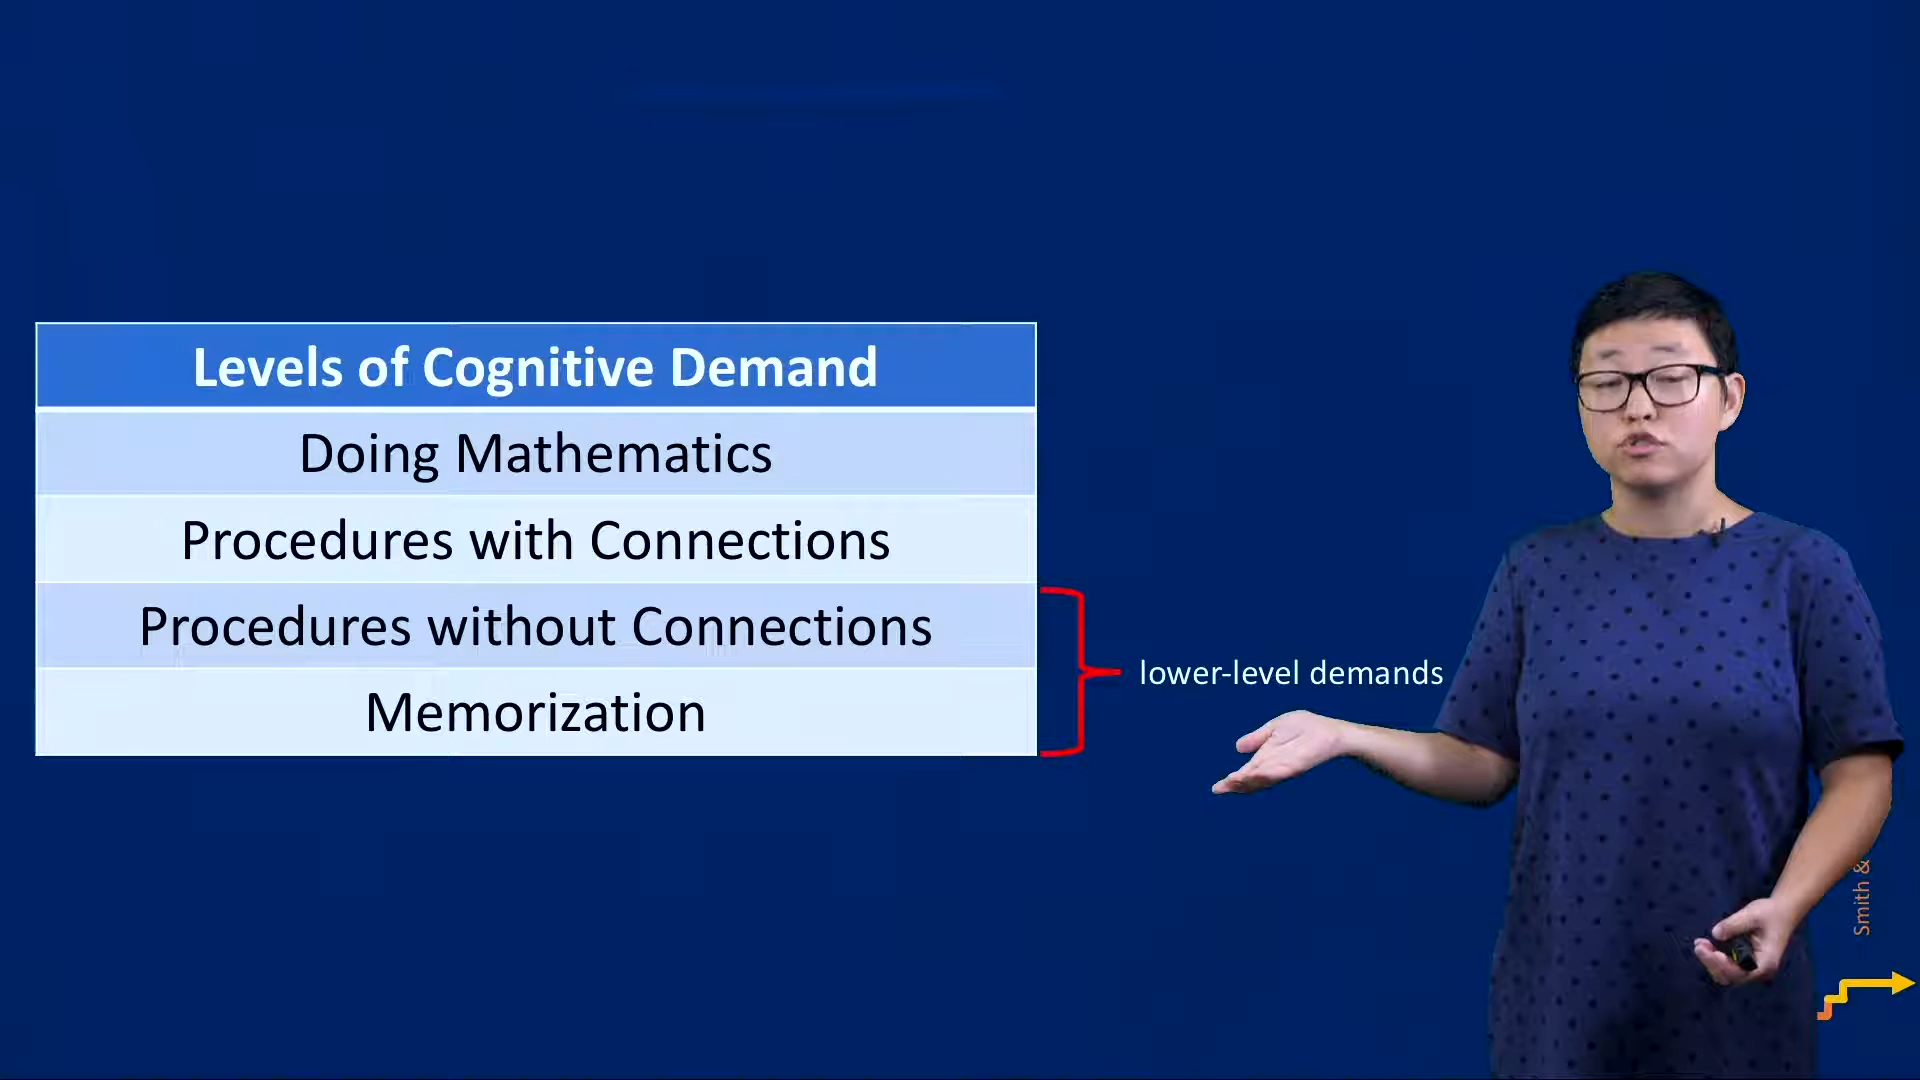 Levels of Cognitive Demand
Doing Mathematics
Procedures with Connections
Procedures without Connections
Memorization
lower-level demands
Smith &